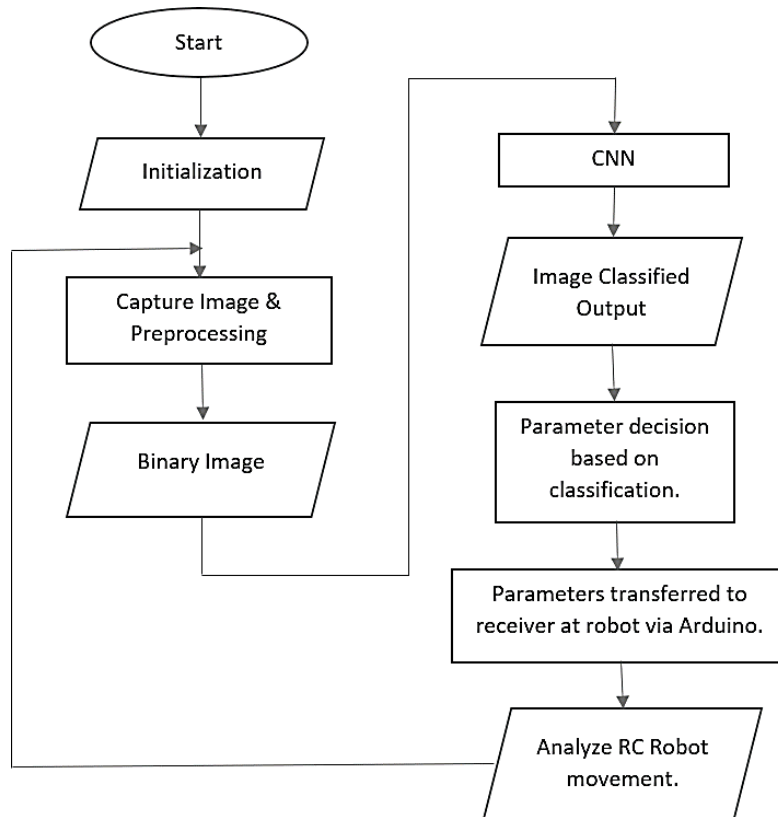 Start
Initialization
Capture Image &
Preprocessing
Binary Image
CNN
Image Classified
Output
Parameter decision
based on
classification.
Parameters transferred to
receiver at robot via Arduino.
Analyze RC Robot
movement.